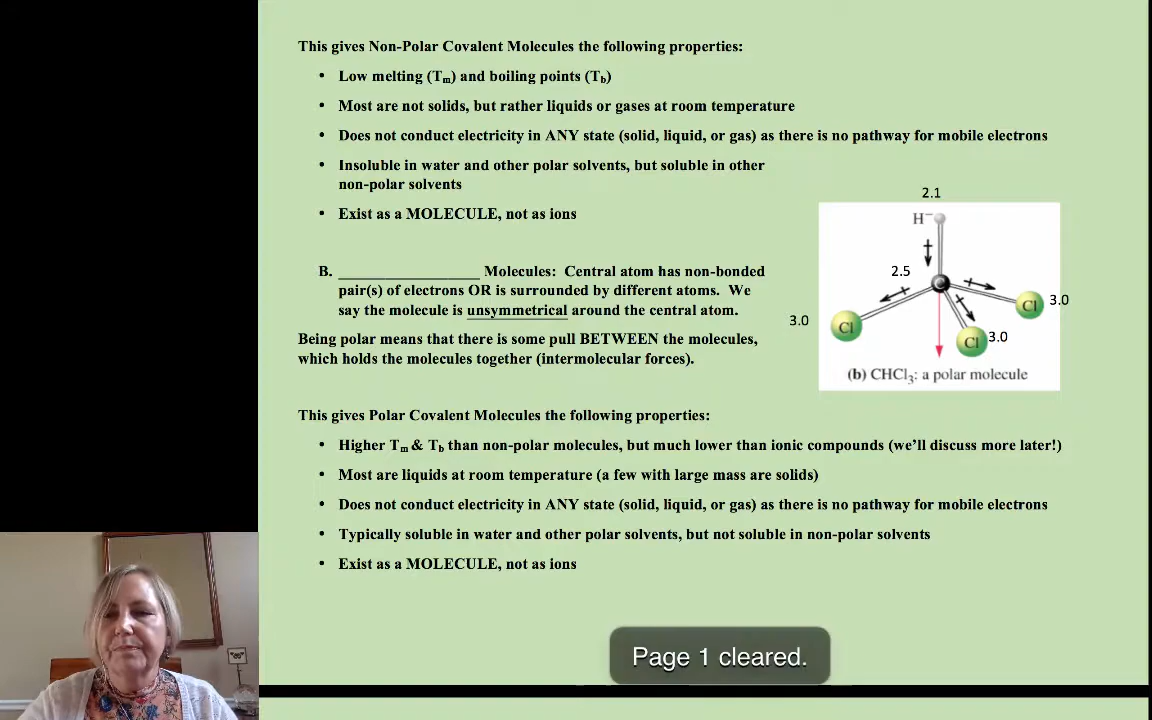 This gives Non-Polar Covalent Molecules the following properties:
• Low melting (Tm) and boiling points (Tb)
• Most are not solids, but rather liquids or gases at room temperature
• Does not conduct electricity in ANY state (solid, liquid, or gas) as there is no pathway for mobile electrons
• Insoluble in water and other polar solvents, but soluble in other
non-polar solvents
• Exist as a MOLECULE, not as ions
2.1
H
2.5
3.0
Cl
Cl
3.0
Cl
3.0
(b) CHCl3: a polar molecule
B. _________________ Molecules: Central atom has non-bonded
pair(s) of electrons OR is surrounded by different atoms. We
say the molecule is unsymmetrical around the central atom.
Being polar means that there is some pull BETWEEN the molecules,
which holds the molecules together (intermolecular forces).
This gives Polar Covalent Molecules the following properties:
• Higher Tm & Tb than non-polar molecules, but much lower than ionic compounds (we'll discuss more later!)
• Most are liquids at room temperature (a few with large mass are solids)
• Does not conduct electricity in ANY state (solid, liquid, or gas) as there is no pathway for mobile electrons
• Typically soluble in water and other polar solvents, but not soluble in non-polar solvents
• Exist as a MOLECULE, not as ions
Page 1 cleared.